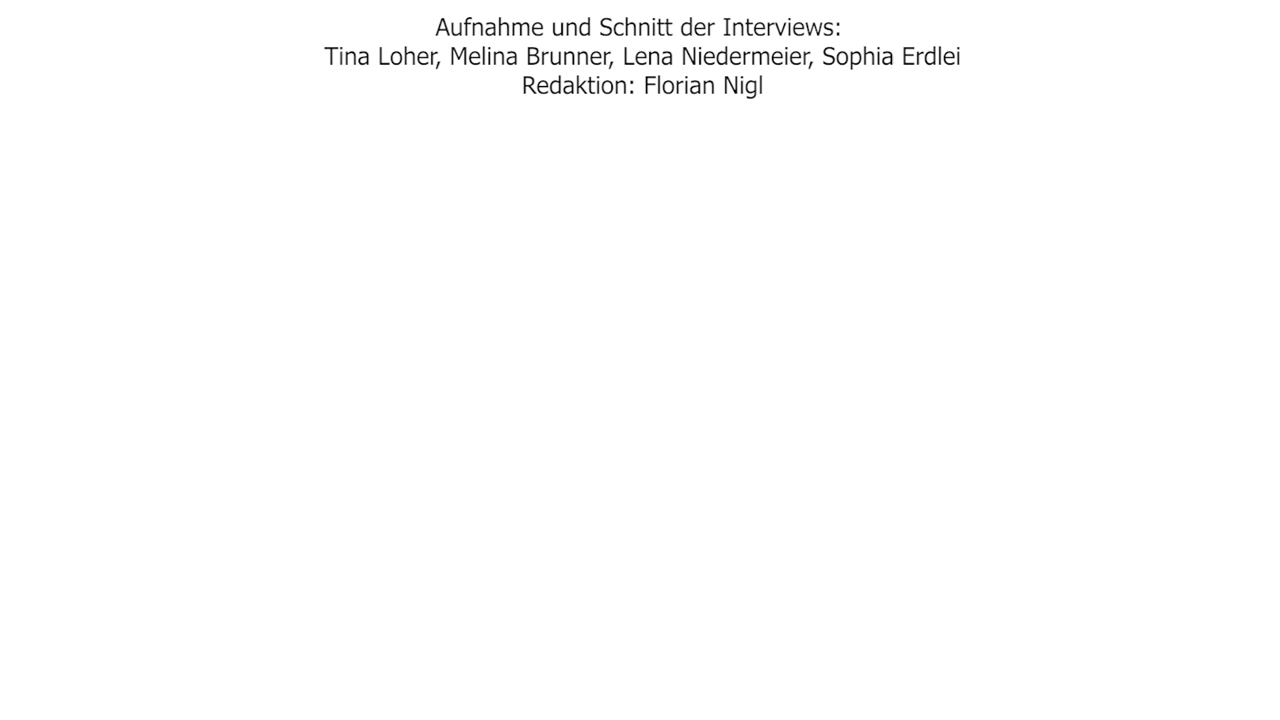 Aufnahme und Schnitt der Interviews:
Tina Loher, Melina Brunner, Lena Niedermeier, Sophia Erdlei
Redaktion: Florian Nigl